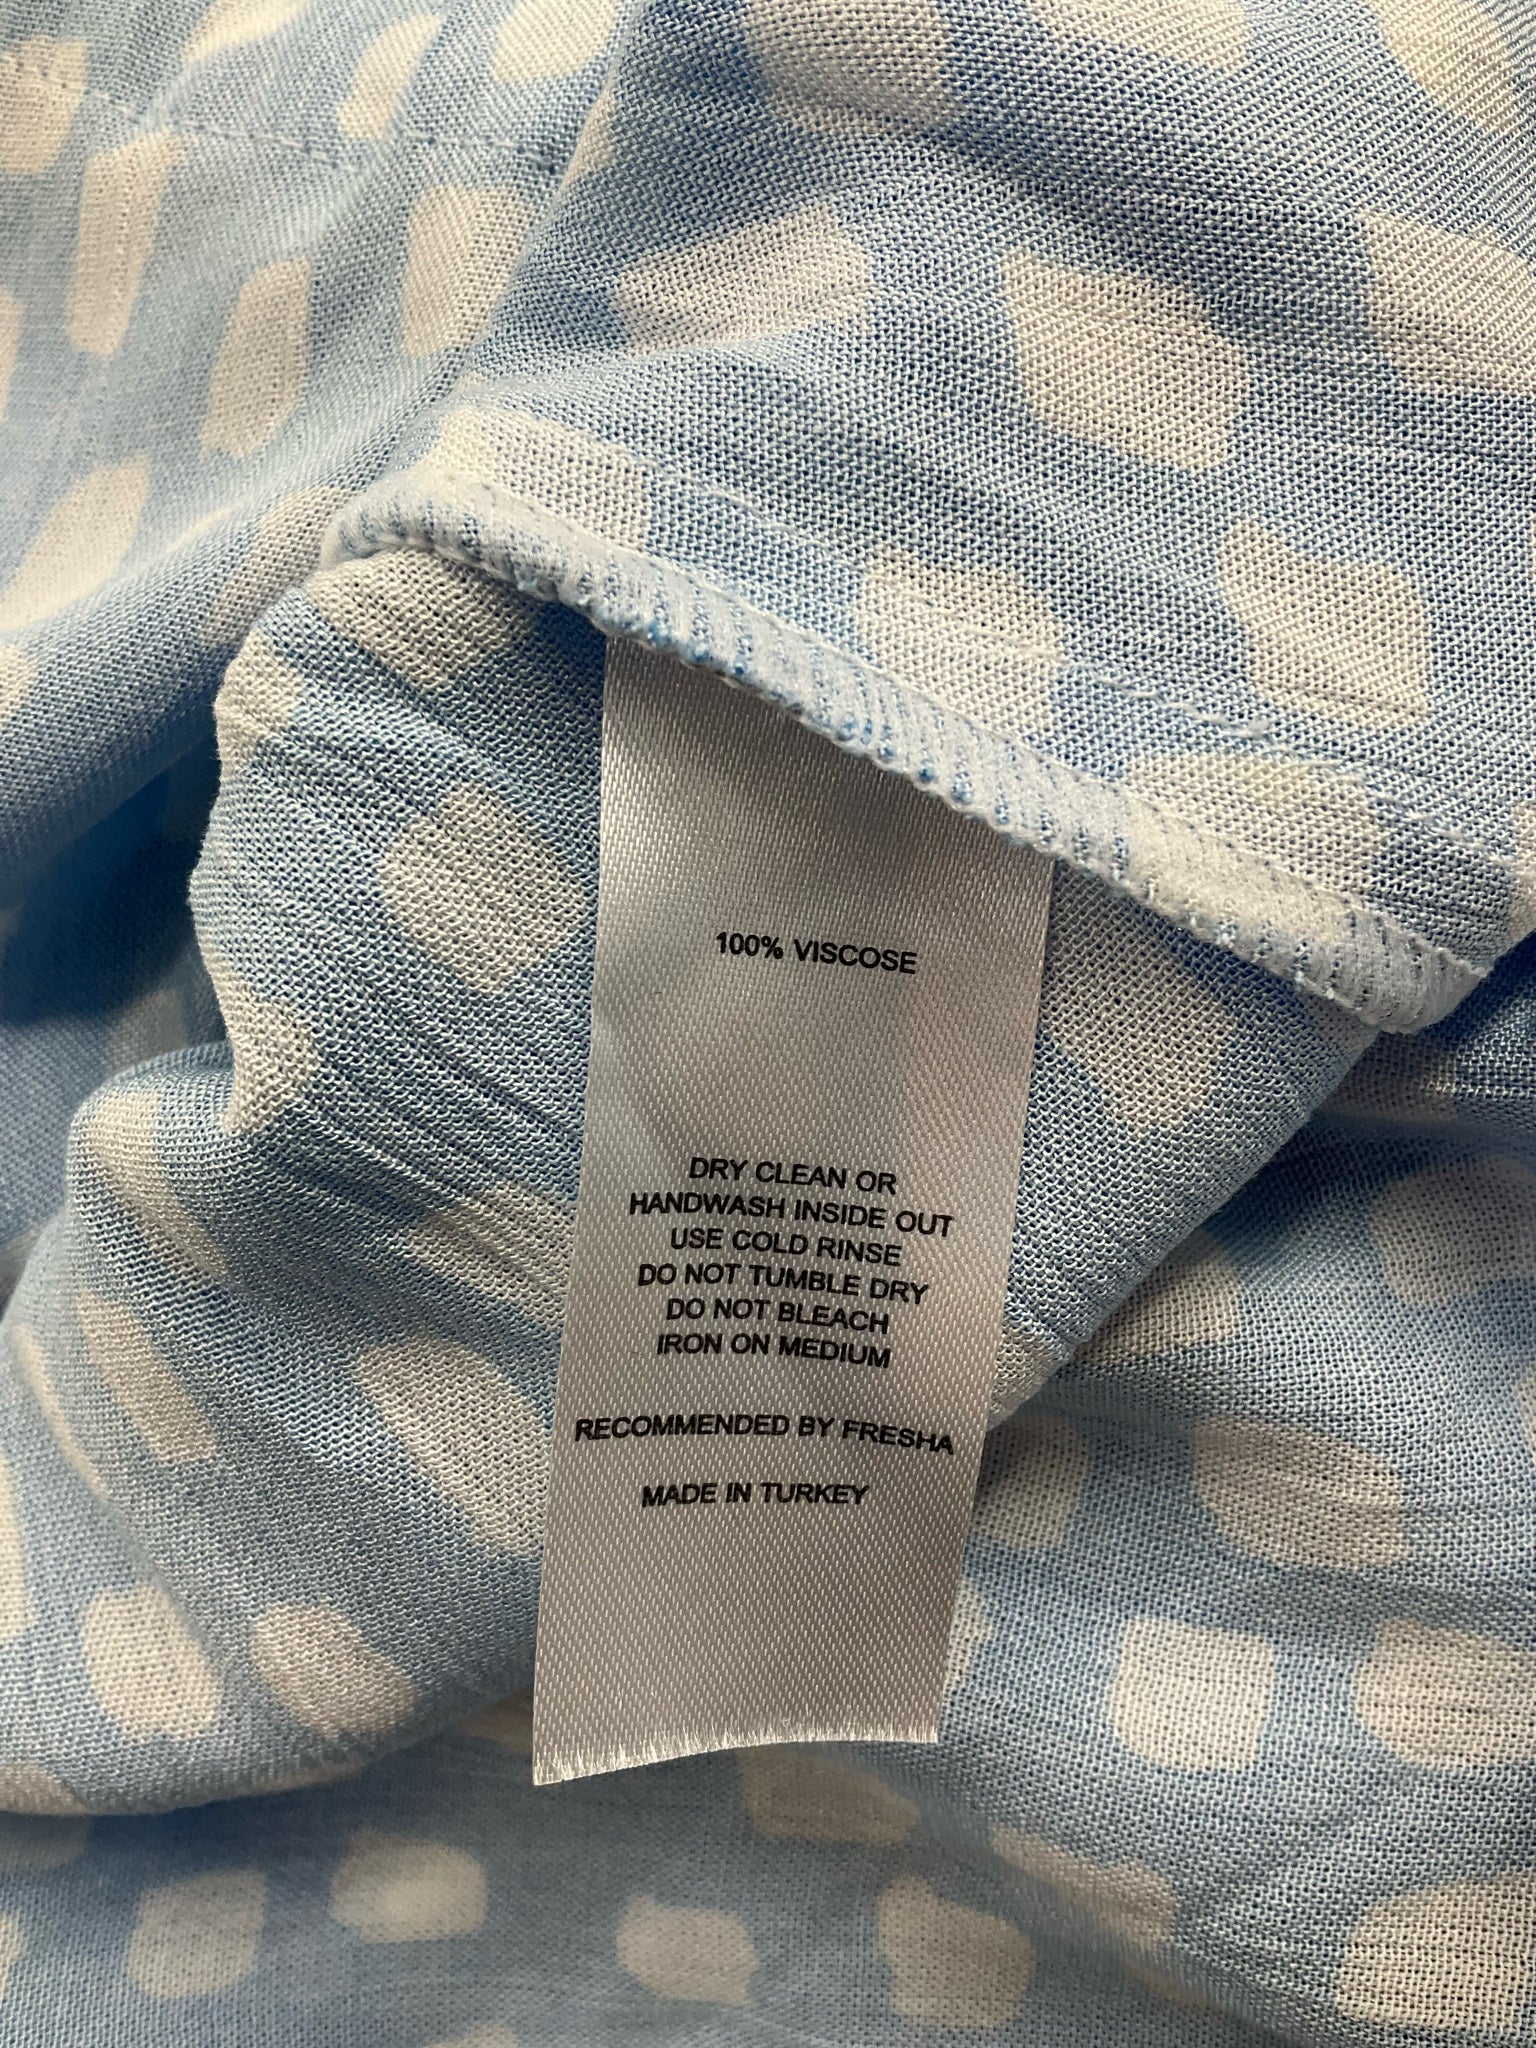 100% VISCOSE
DRY CLEAN OR
HANDWASH INSIDE OUT
USE COLD RINSE
DO NOT TUMBLE DRY
DO NOT BLEACH
IRON ON MEDIUM
RECOMMENDED BY FRESHA
MADE IN TURKEY